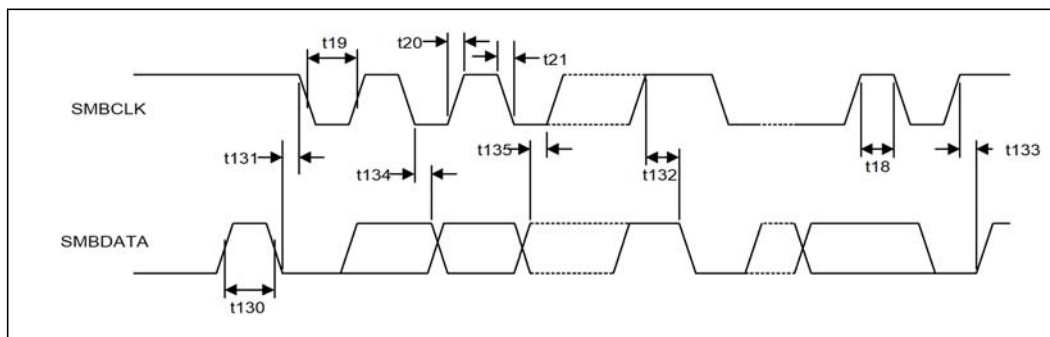 t19
t20
t21
SMBCLK
t131
t135
t134
t132
t18
t133
SMBDATA
t130